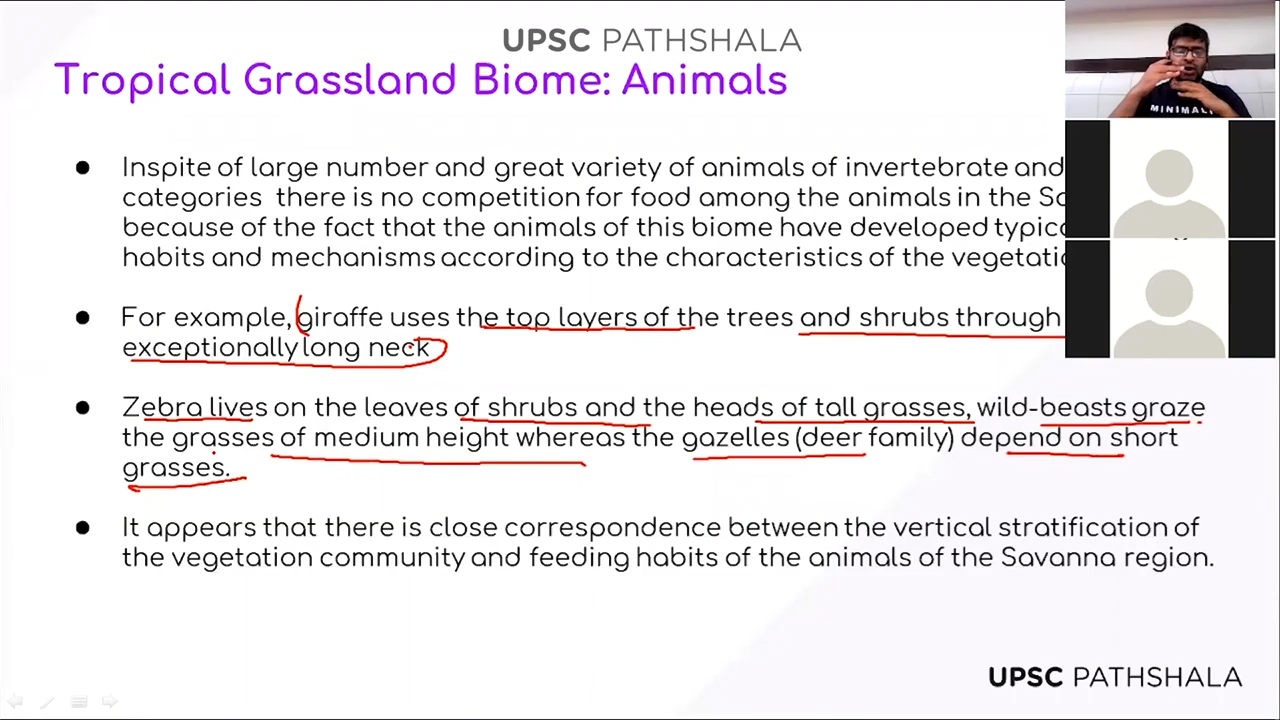 UPSC PATHSHALA
Tropical Grassland Biome: Animals
MINIMAL
● Inspite of large number and great variety of animals of invertebrate and
categories there is no competition for food among the animals in the
because of the fact that the animals of this biome have developed
habits and mechanisms according to the characteristics of the
● For example, giraffe uses the top layers of the trees and shrubs through
exceptionally long neck
● Zebra lives on the leaves of shrubs and the heads of tall grasses, wild-beasts graze
the grasses of medium height whereas the gazelles (deer family) depend on short
grasses.
● It appears that there is close correspondence between the vertical stratification of
the vegetation community and feeding habits of the animals of the Savanna region.
UPSC PATHSHALA